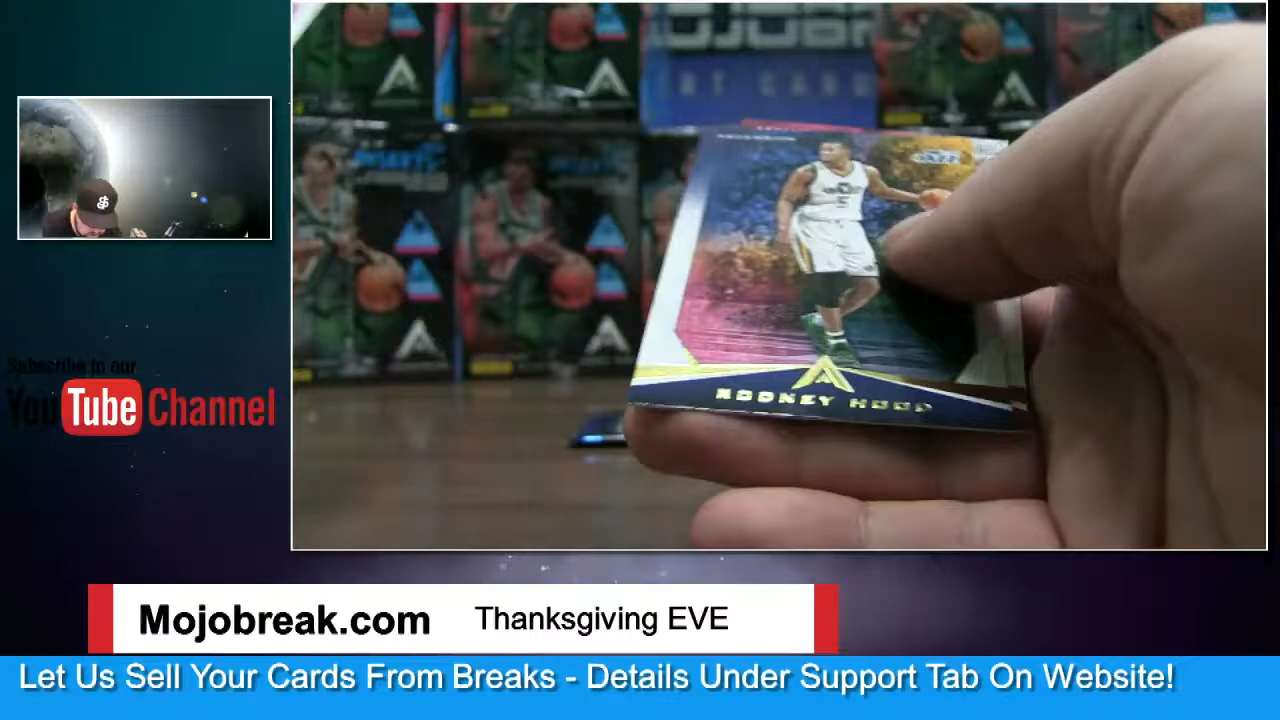 Subscribe to our
YouTube Channel
RODNEY HOOD
Mojobreak.com
Thanksgiving EVE
Let Us Sell Your Cards From Breaks - Details Under Support Tab On Website!